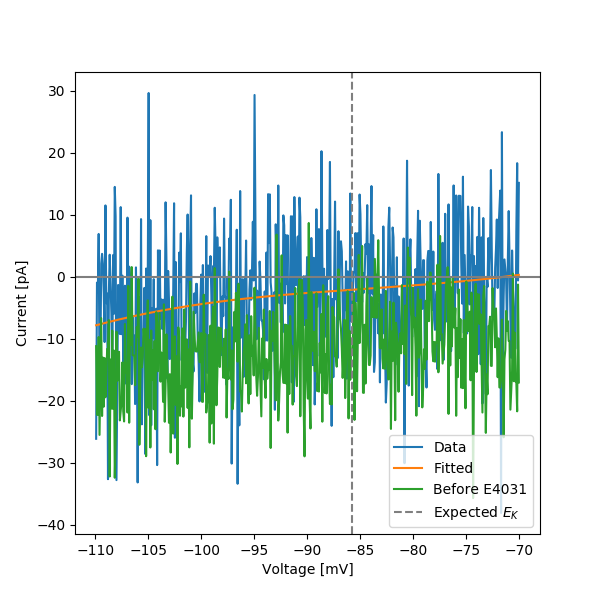 30
20
10
0
−10
−20
−30
−40
Current [pA]
−110 −105 −100 −95 −90 −85 −80 −75 −70
Voltage [mV]
Data
Fitted
Before E4031
Expected E_K